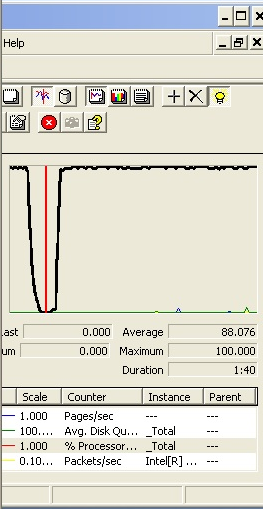 Help
Last 0.000 Average 88.076
um 0.000 Maximum 100.000
Duration 1:40
Scale Counter Instance Parent
1.000 Pages/sec --- ---
100.... Avg. Disk Qu... _Total ---
1.000 % Processor... _Total ---
0.10... Packets/sec Intel[R] ... ---